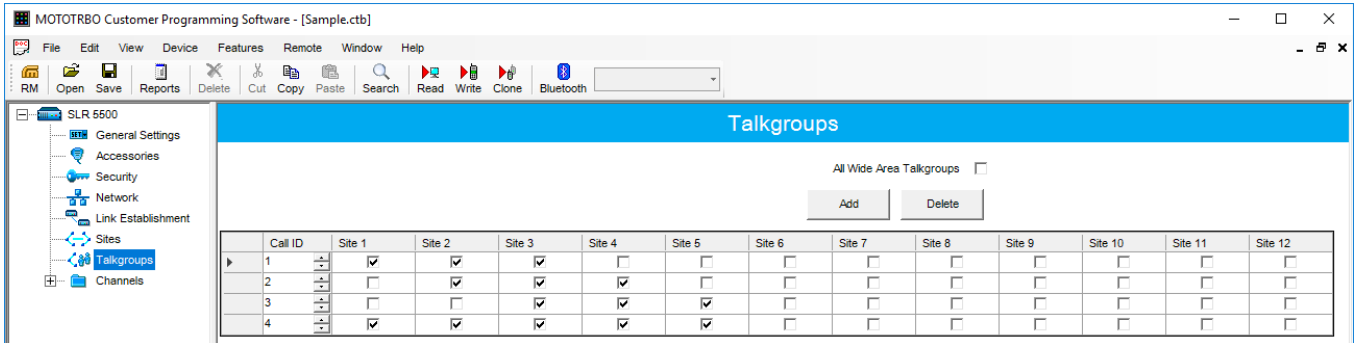 MOTOTRBO Customer Programming Software - [Sample.ctb]
File Edit View Device Features Remote Window Help
RM Open Save Reports Delete Cut Copy Paste Search Read Write Clone Bluetooth
SLR 5500
General Settings
Accessories
Security
Network
Link Establishment
Sites
Talkgroups
Channels
Talkgroups
All Wide Area Talkgroups
Add Delete
Call ID Site 1 Site 2 Site 3 Site 4 Site 5 Site 6 Site 7 Site 8 Site 9 Site 10 Site 11 Site 12
1
2
3
4